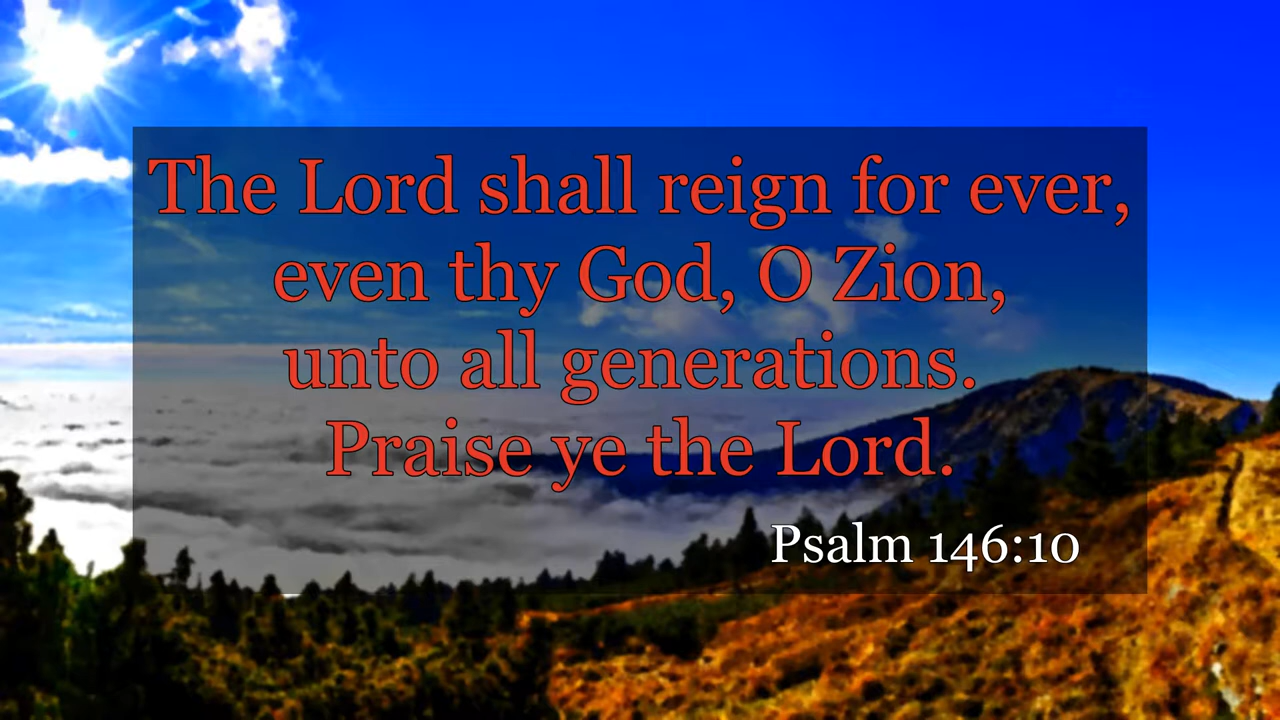 The Lord shall reign for ever,
even thy God, O Zion,
unto all generations.
Praise ye the Lord.
Psalm 146:10